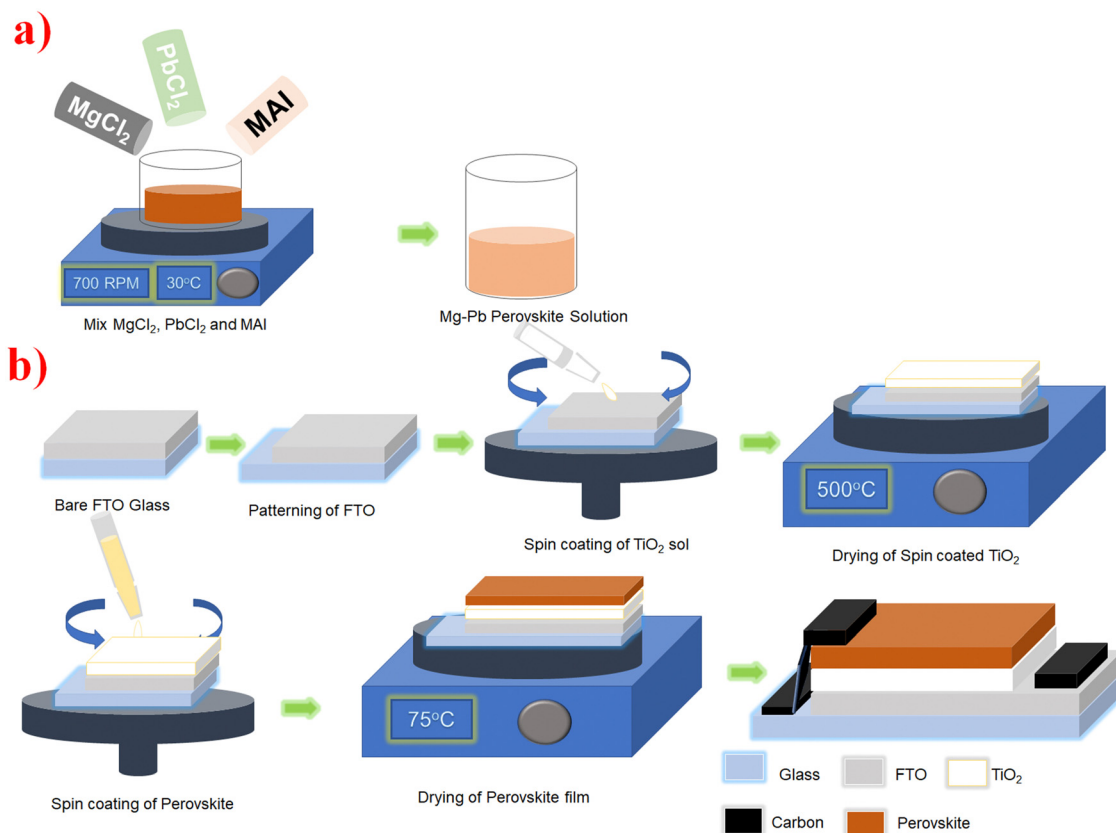 a)
MgCl₂
PbCl₂
MAI
700 RPM
30°C
Mix MgCl₂, PbCl₂ and MAI
Mg-Pb Perovskite Solution
b)
Bare FTO Glass
Patterning of FTO
Spin coating of TiO₂ sol
500°C
Drying of Spin coated TiO₂
Spin coating of Perovskite
75°C
Drying of Perovskite film
Glass
FTO
TiO₂
Carbon
Perovskite